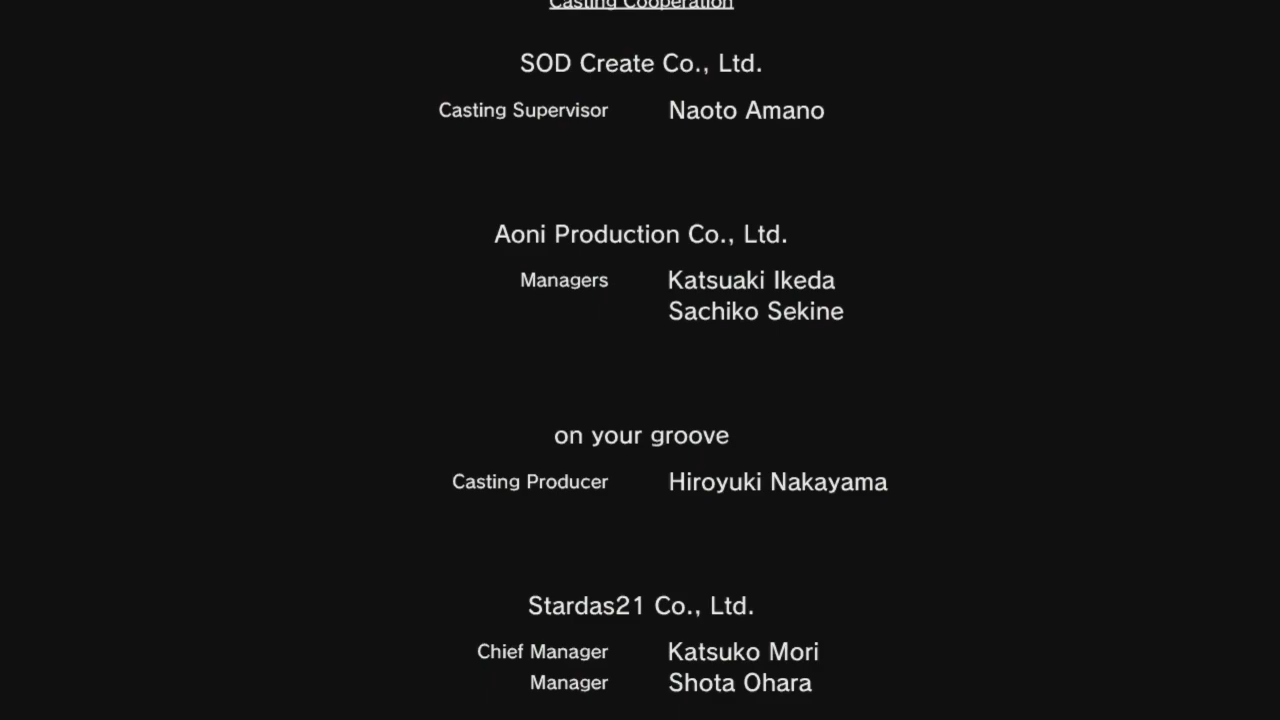 Casting Cooperation
SOD Create Co., Ltd.
Casting Supervisor Naoto Amano
Aoni Production Co., Ltd.
Managers Katsuaki Ikeda
Sachiko Sekine
on your groove
Casting Producer Hiroyuki Nakayama
Stardas21 Co., Ltd.
Chief Manager Katsuko Mori
Manager Shota Ohara